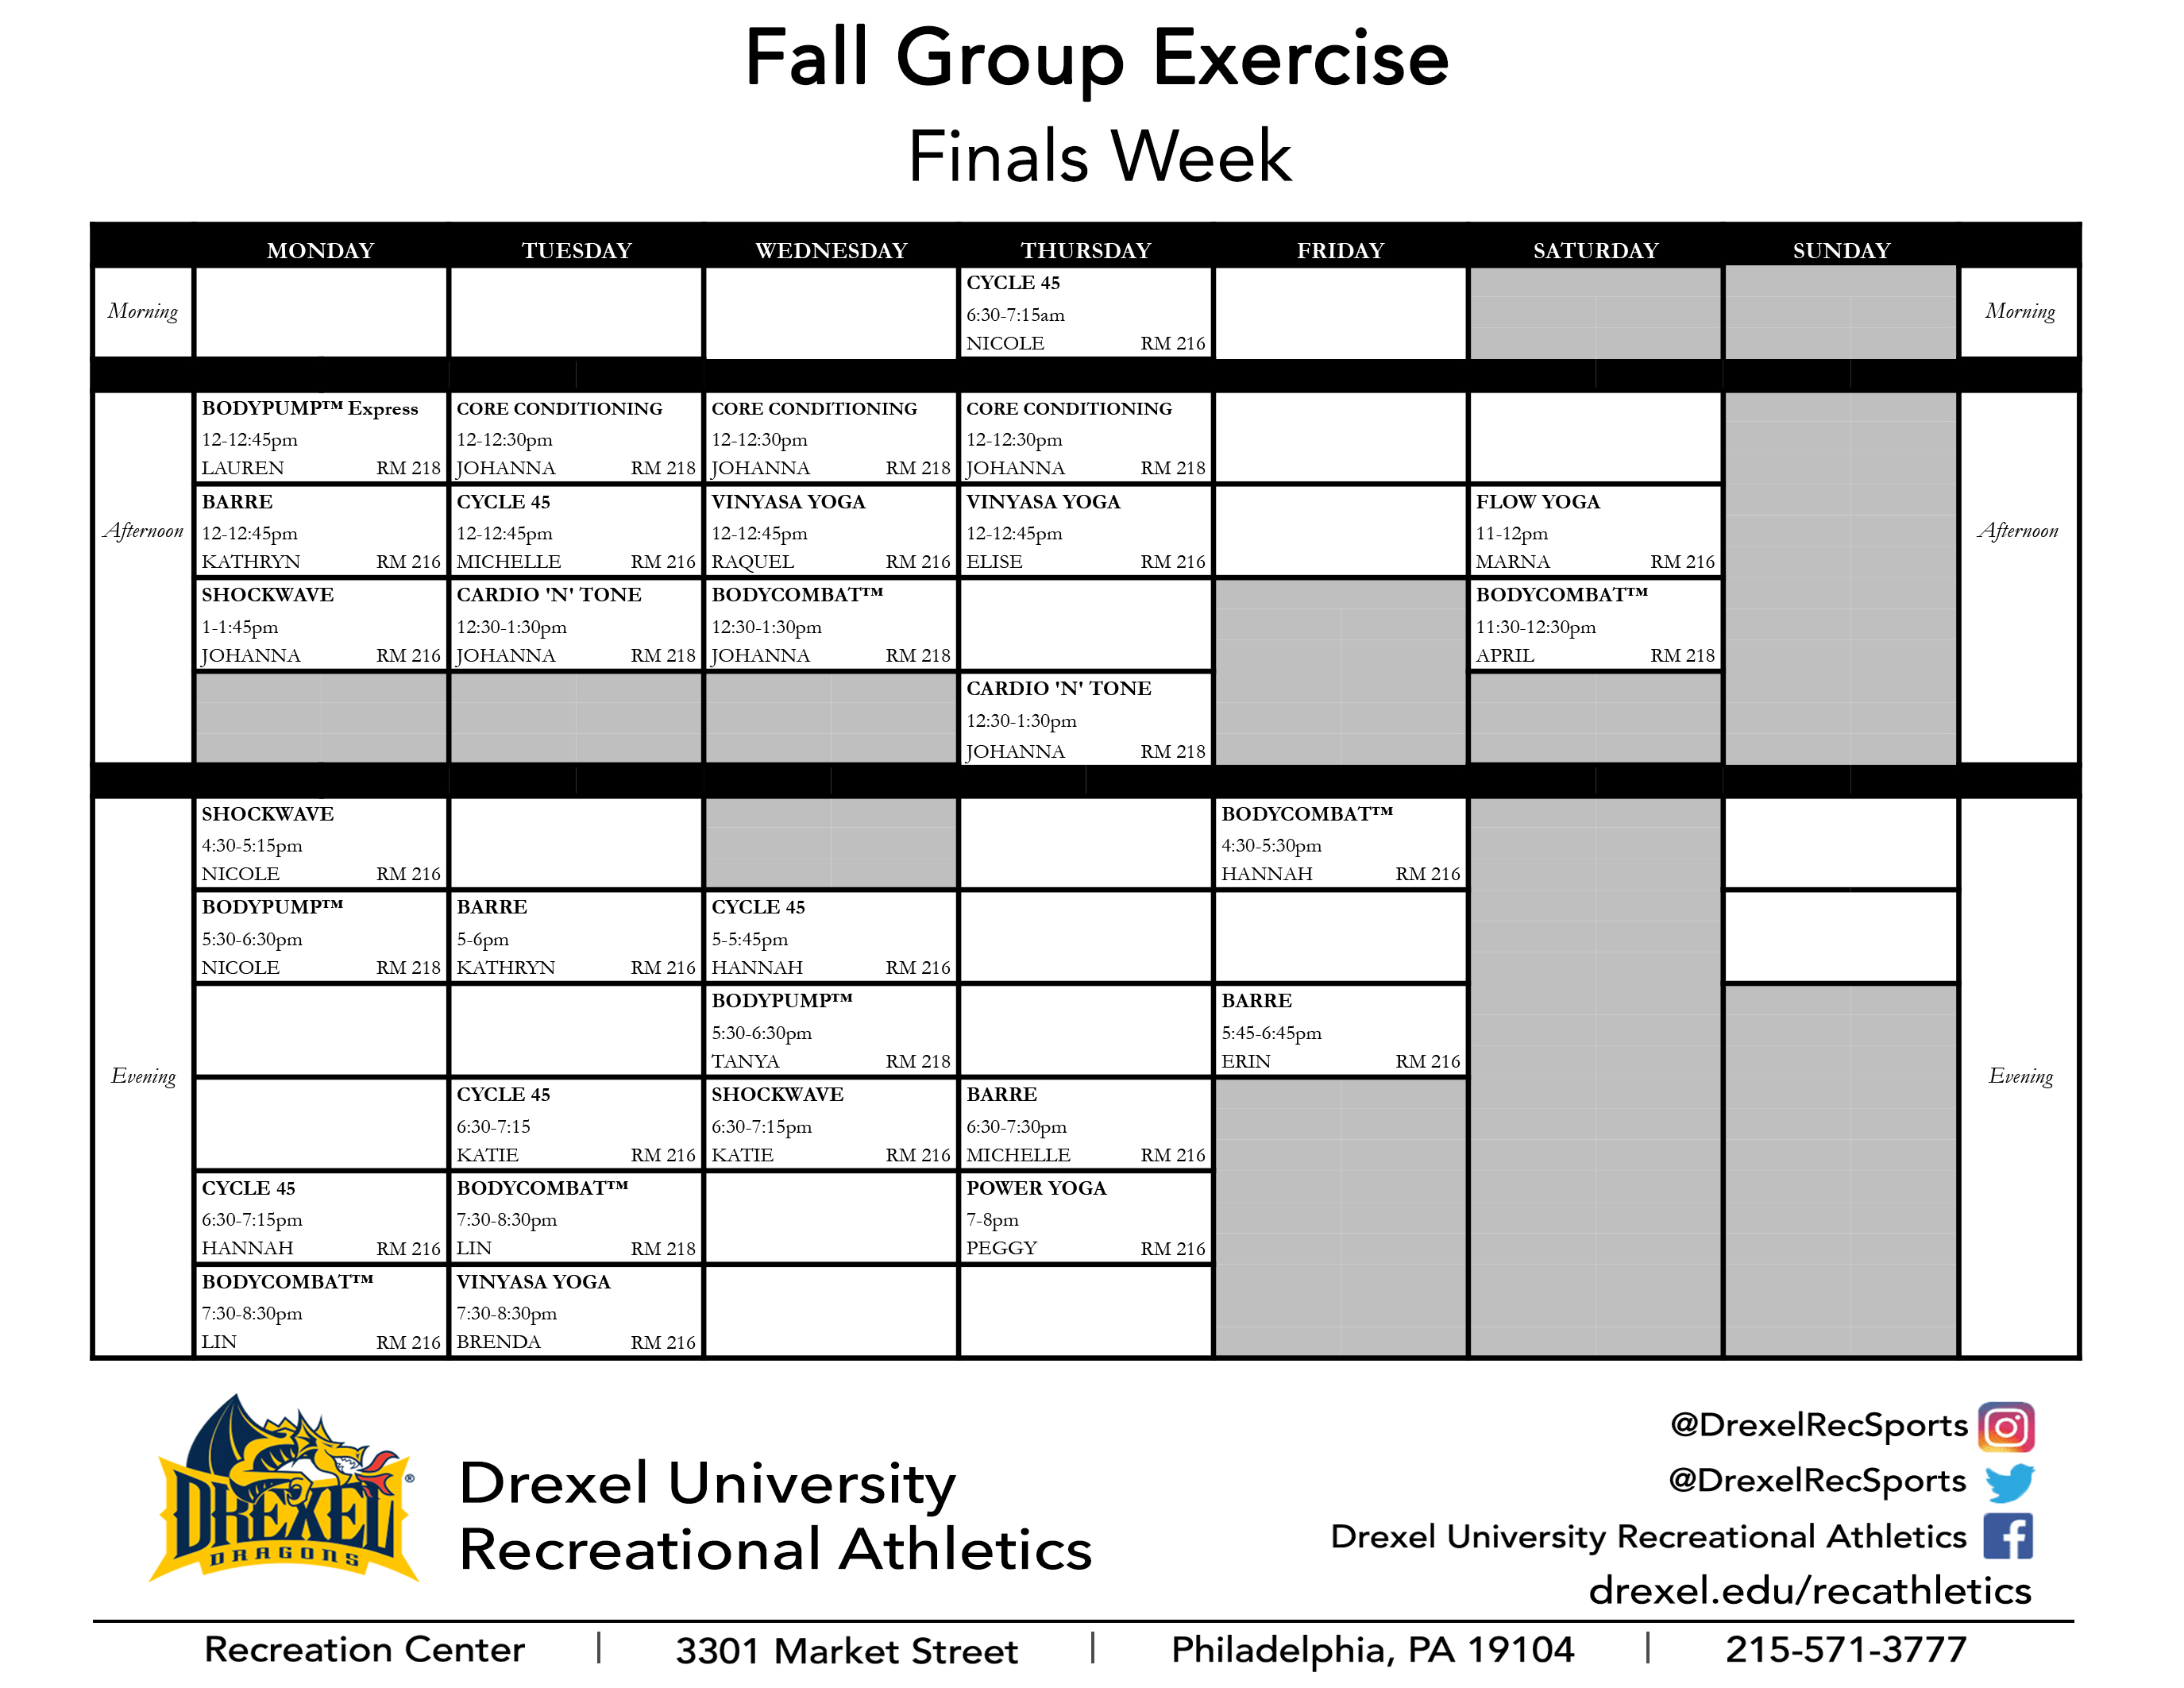 Fall Group Exercise
Finals Week
MONDAY TUESDAY WEDNESDAY THURSDAY FRIDAY SATURDAY SUNDAY
Morning
CYCLE 45
6:30-7:15am
NICOLE RM 216
Morning
Afternoon
BODYPUMP™ Express
12-12:45pm
LAUREN RM 218
CORE CONDITIONING
12-12:30pm
JOHANNA RM 218
CORE CONDITIONING
12-12:30pm
JOHANNA RM 218
CORE CONDITIONING
12-12:30pm
JOHANNA RM 218
BARRE
12-12:45pm
KATHRYN RM 216
CYCLE 45
12-12:45pm
MICHELLE RM 216
VINYASA YOGA
12-12:45pm
RAQUEL RM 216
VINYASA YOGA
12-12:45pm
ELISE RM 216
FLOW YOGA
11-12pm
MARNA RM 216
SHOCKWAVE
1-1:45pm
JOHANNA RM 216
CARDIO 'N' TONE
12:30-1:30pm
JOHANNA RM 218
BODYCOMBAT™
12:30-1:30pm
JOHANNA RM 218
BODYCOMBAT™
11:30-12:30pm
APRIL RM 218
CARDIO 'N' TONE
12:30-1:30pm
JOHANNA RM 218
Afternoon
Evening
SHOCKWAVE
4:30-5:15pm
NICOLE RM 216
BODYCOMBAT™
4:30-5:30pm
HANNAH RM 216
BODYPUMP™
5:30-6:30pm
NICOLE RM 218
BARRE
5-6pm
KATHRYN RM 216
CYCLE 45
5-5:45pm
HANNAH RM 216
BODYPUMP™
5:30-6:30pm
TANYA RM 218
BARRE
5:45-6:45pm
ERIN RM 216
CYCLE 45
6:30-7:15
KATIE RM 216
SHOCKWAVE
6:30-7:15pm
KATIE RM 216
BARRE
6:30-7:30pm
MICHELLE RM 216
CYCLE 45
6:30-7:15pm
HANNAH RM 216
BODYCOMBAT™
7:30-8:30pm
LIN RM 218
POWER YOGA
7-8pm
PEGGY RM 216
BODYCOMBAT™
7:30-8:30pm
LIN RM 216
VINYASA YOGA
7:30-8:30pm
BRENDA RM 216
Evening
DREXEL ®
DRAGONS
Drexel University
Recreational Athletics
@DrexelRecSports
@DrexelRecSports
Drexel University Recreational Athletics
drexel.edu/recathletics
Recreation Center | 3301 Market Street | Philadelphia, PA 19104 | 215-571-3777